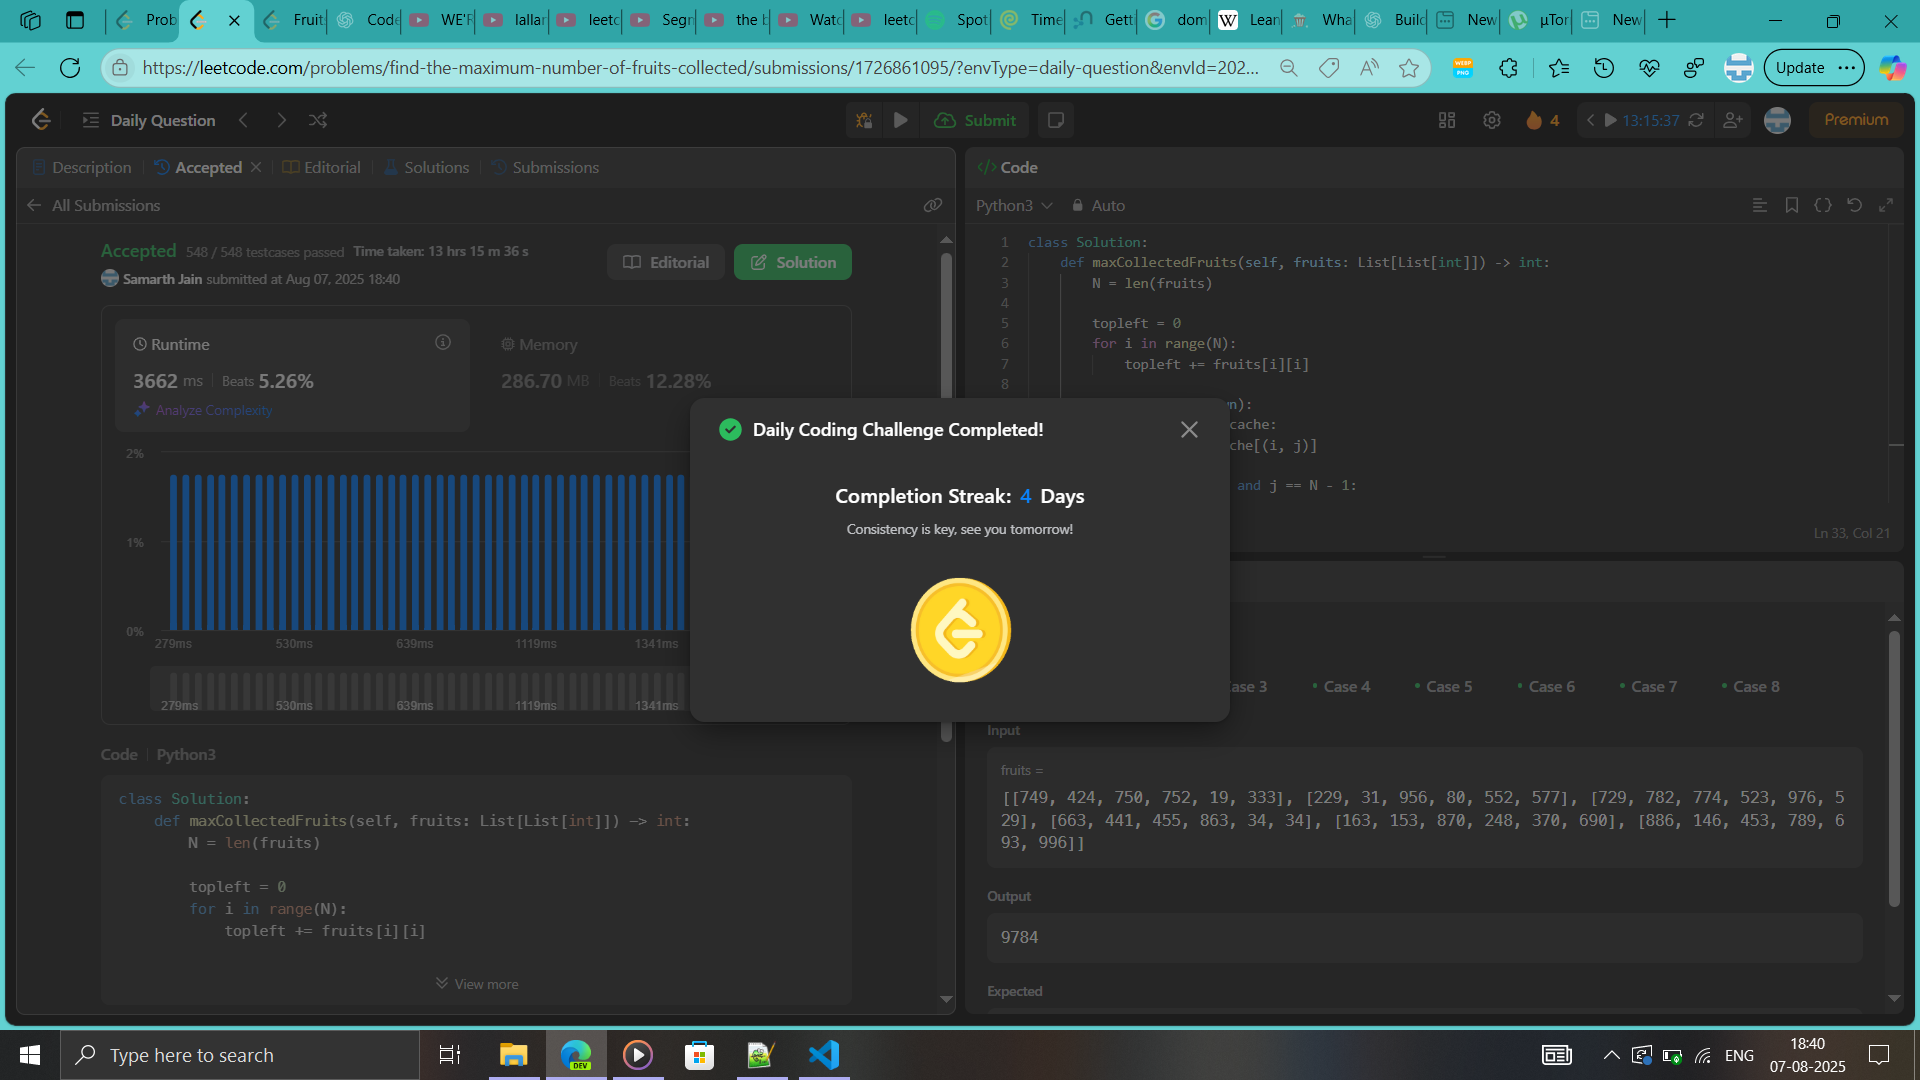 Prob
Fruit
Code
WE'R
lallar
leetc
Segn
the b
Watc
leetc
Spot
Time
Gett
dom
Lear
Wha
Build
New
µTor
New
https://leetcode.com/problems/find-the-maximum-number-of-fruits-collected/submissions/1726861095/?envType=daily-question&envId=202...
WEBP
PNG
Update
Daily Question
Submit
4
13:15:37
Premium
Description
Accepted
Editorial
Solutions
Submissions
All Submissions
Accepted 548 / 548 testcases passed Time taken: 13 hrs 15 m 36 s
Samarth Jain submitted at Aug 07, 2025 18:40
Editorial
Solution
Runtime
3662 ms Beats 5.26%
Analyze Complexity
Memory
286.70 MB Beats 12.28%
2%
1%
0%
279ms 530ms 639ms 1119ms 1341ms
279ms 530ms 639ms 1119ms 1341ms
Code Python3
class Solution:
def maxCollectedFruits(self, fruits: List[List[int]]) -> int:
N = len(fruits)
topleft = 0
for i in range(N):
topleft += fruits[i][i]
View more
Daily Coding Challenge Completed!
Completion Streak: 4 Days
Consistency is key, see you tomorrow!
</> Code
Python3
Auto
1 class Solution:
2 def maxCollectedFruits(self, fruits: List[List[int]]) -> int:
3 N = len(fruits)
4
5 topleft = 0
6 for i in range(N):
7 topleft += fruits[i][i]
8
n):
cache:
che[(i, j)]
and j == N - 1:
Ln 33, Col 21
ase 3 Case 4 Case 5 Case 6 Case 7 Case 8
Input
fruits =
[[749, 424, 750, 752, 19, 333], [229, 31, 956, 80, 552, 577], [729, 782, 774, 523, 976, 5
29], [663, 441, 455, 863, 34, 34], [163, 153, 870, 248, 370, 690], [886, 146, 453, 789, 6
93, 996]]
Output
9784
Expected
Type here to search
DEV
ENG
18:40
07-08-2025